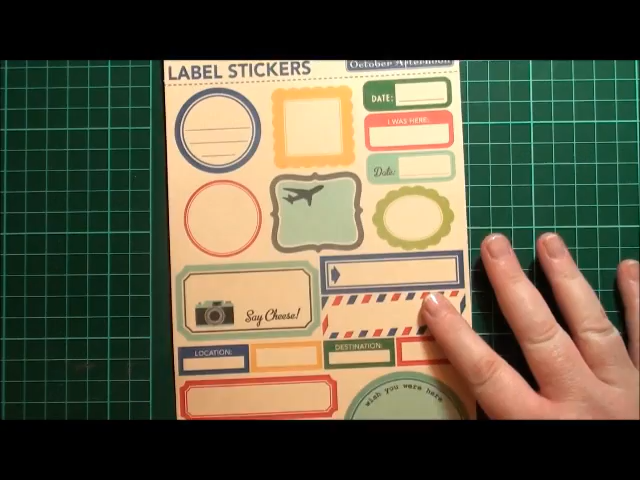 LABEL STICKERS
October Afternoon
DATE:
I WAS HERE:
Date:
Say Cheese!
LOCATION:
DESTINATION:
wish you were here